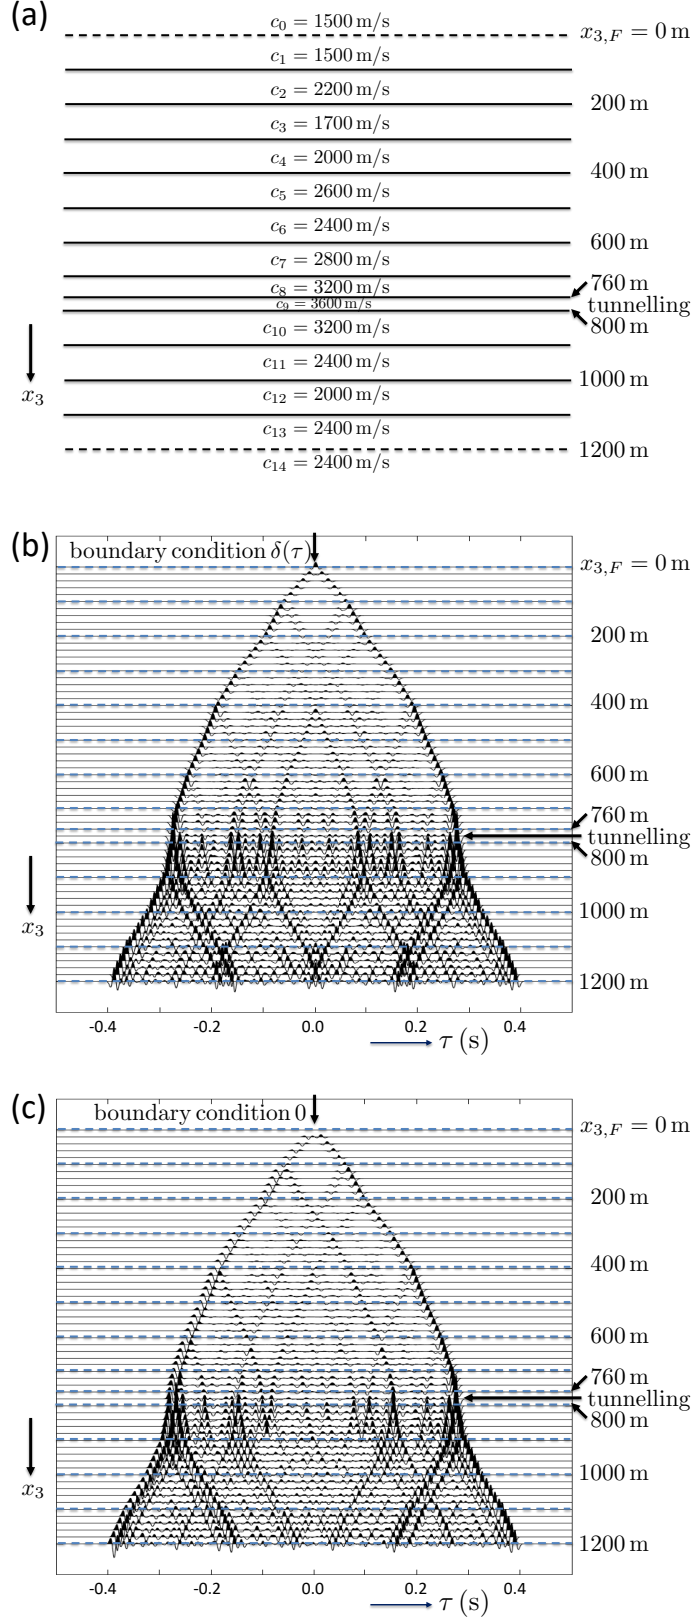 (a)
c₀ = 1500 m/s
x₃,F = 0 m
c₁ = 1500 m/s
c₂ = 2200 m/s
200 m
c₃ = 1700 m/s
c₄ = 2000 m/s
400 m
c₅ = 2600 m/s
c₆ = 2400 m/s
600 m
c₇ = 2800 m/s
c₈ = 3200 m/s
760 m
c₉ = 3600 m/s
tunnelling
c₁₀ = 3200 m/s
800 m
c₁₁ = 2400 m/s
1000 m
x₃
c₁₂ = 2000 m/s
c₁₃ = 2400 m/s
1200 m
c₁₄ = 2400 m/s
(b)
boundary condition δ(τ)
x₃,F = 0 m
200 m
400 m
600 m
760 m
tunnelling
800 m
1000 m
x₃
1200 m
-0.4 -0.2 0.0 0.2 0.4
τ (s)
(c)
boundary condition 0
x₃,F = 0 m
200 m
400 m
600 m
760 m
tunnelling
800 m
1000 m
x₃
1200 m
-0.4 -0.2 0.0 0.2 0.4
τ (s)